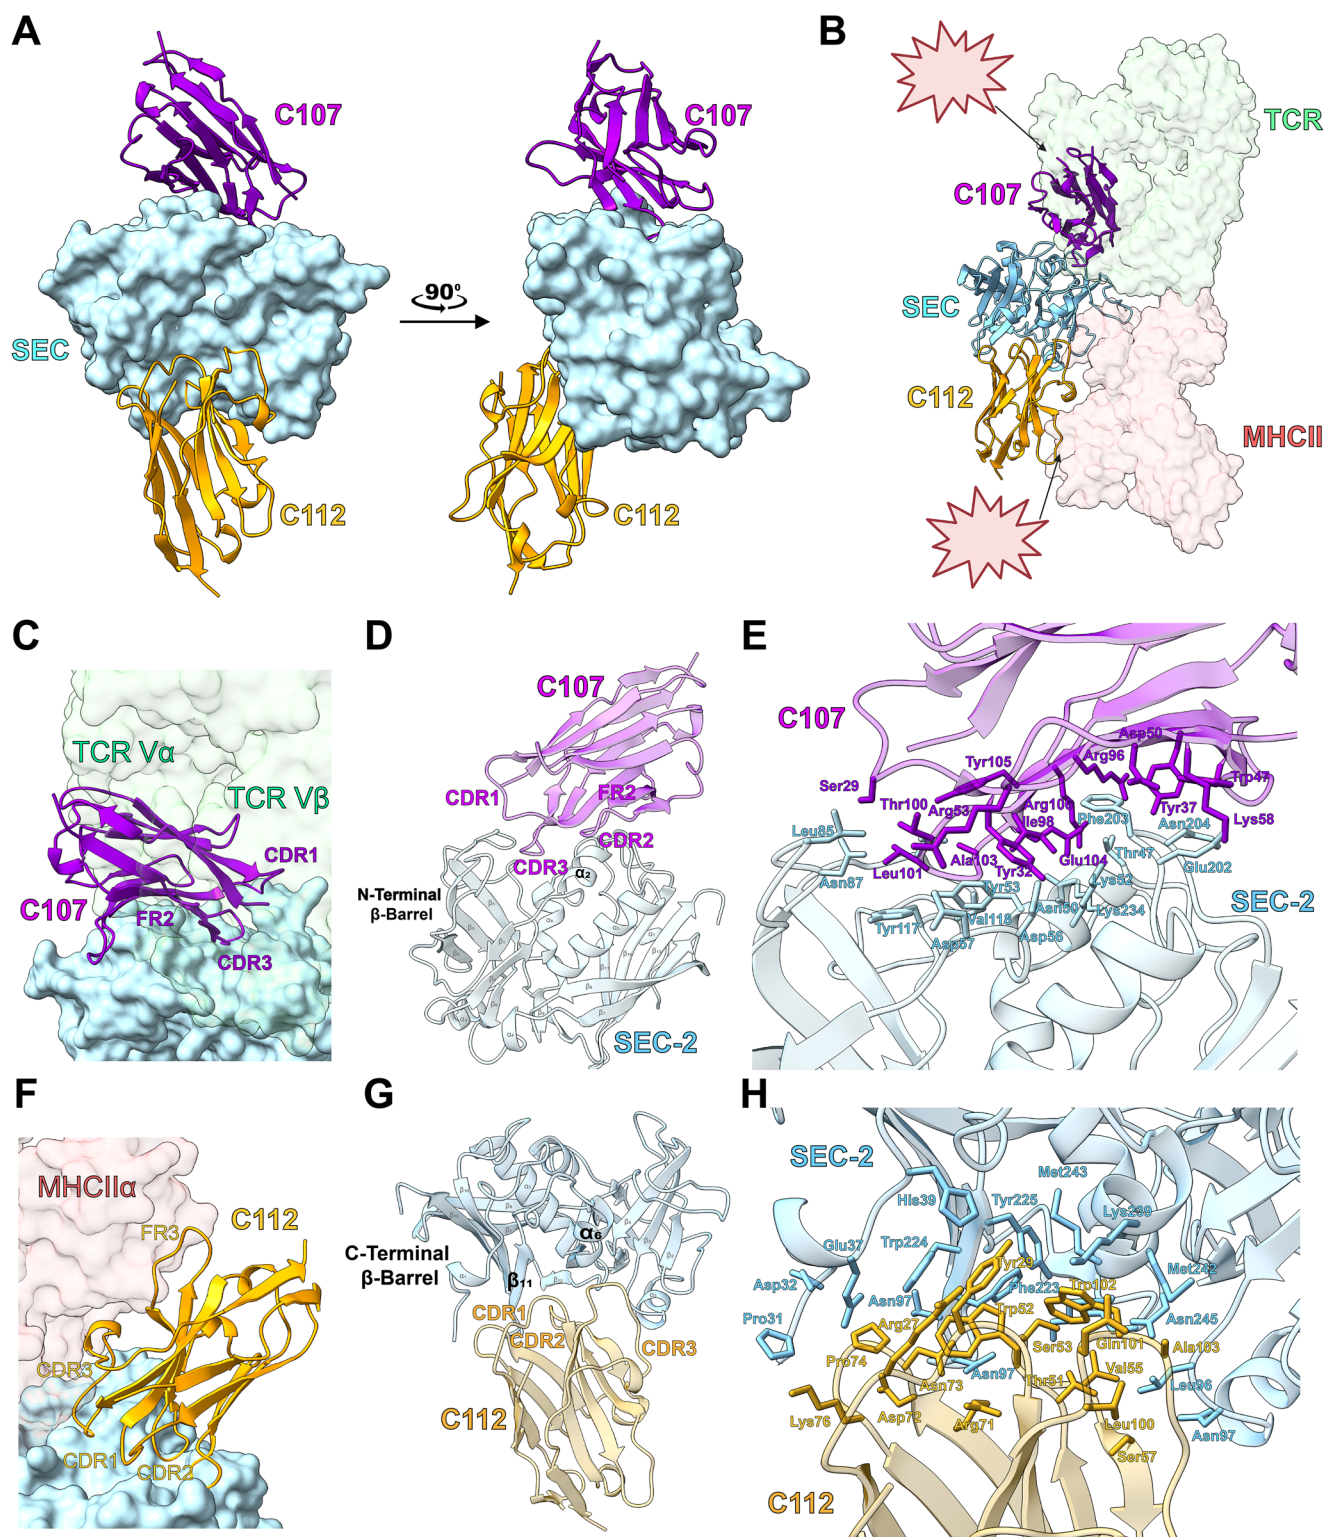 A
C107
C107
SEC
90⁰
C112
C112
B
TCR
C107
SEC
C112
MHCII
C
TCR Vα
TCR Vβ
CDR1
C107
FR2
CDR3
D
C107
CDR1
FR2
CDR2
CDR3
α₂
N-Terminal
β-Barrel
SEC-2
E
C107
Asp50
Arg96
Tyr105
Trp47
Ser29
Thr100
Arg53
Arg106
Tyr37
Ile98
Phe203
Lys58
Asn204
Leu85
Thr47
Ala103
Glu104
Glu202
Leu101
Tyr32
Asn87
Lys52
Tyr53
SEC-2
Asn50
Lys234
Val118
Tyr117
Asp55
Asp57
F
MHCIIα
C112
FR3
CDR3
CDR1
CDR2
G
α₆
C-Terminal
β-Barrel
β₁₁
CDR1
CDR2
CDR3
C112
H
SEC-2
Met243
His39
Tyr225
Lys239
Glu37
Trp224
Tyr29
Met242
Asp32
Phe223
Trp102
Asn97
Pro31
Trp52
Asn245
Arg27
Ser53
Gln101
Ala103
Pro74
Asn97
Val55
Asn73
Thr51
Leu96
Lys76
Asp72
Arg71
Leu100
Asn97
Ser57
C112